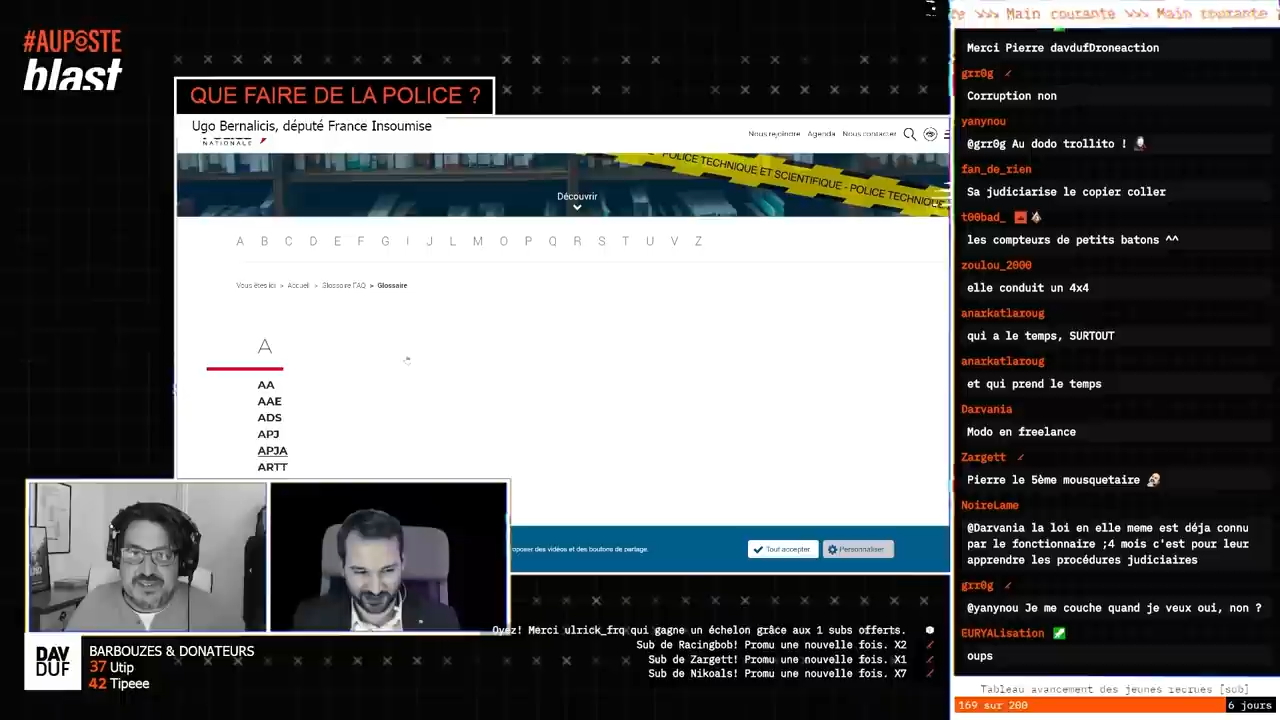 #AUPOSTE
blast
QUE FAIRE DE LA POLICE ?
Ugo Bernalicis, député France Insoumise
NATIONALE
Nous rejoindre Agenda Nous contacter
POLICE TECHNIQUE ET SCIENTIFIQUE - POLICE TECHNIQUE
Découvrir
A B C D E F G I J L M O P Q R S T U V Z
Vous êtes ici > Accueil > Glossaire FAQ > Glossaire
A
AA
AAE
ADS
APJ
APJA
ARTT
oposer des vidéos et des boutons de partage.
Tout accepter
Personnaliser
Oyez! Merci ulrick_frq qui gagne un échelon grâce aux 1 subs offerts.
Sub de Racingbob! Promu une nouvelle fois. X2
Sub de Zargett! Promu une nouvelle fois. X1
Sub de Nikoals! Promu une nouvelle fois. X7
DAV
DUF
BARBOUZES & DONATEURS
37 Utip
42 Tipeee
>>> Main courante >>> Main courante
Merci Pierre davdufDroneaction
grr0g
Corruption non
yanynou
@grr0g Au dodo trollito !
fan_de_rien
Sa judiciarise le copier coller
t00bad_
les compteurs de petits batons ^^
zoulou_2000
elle conduit un 4x4
anarkatlaroug
qui a le temps, SURTOUT
anarkatlaroug
et qui prend le temps
Darvania
Modo en freelance
Zargett
Pierre le 5ème mousquetaire
NoireLame
@Darvania la loi en elle meme est déja connu
par le fonctionnaire ;4 mois c'est pour leur
apprendre les procédures judiciaires
grr0g
@yanynou Je me couche quand je veux oui, non ?
EURYALisation
oups
Tableau avancement des jeunes recrues [sub]
169 sur 200
6 jours